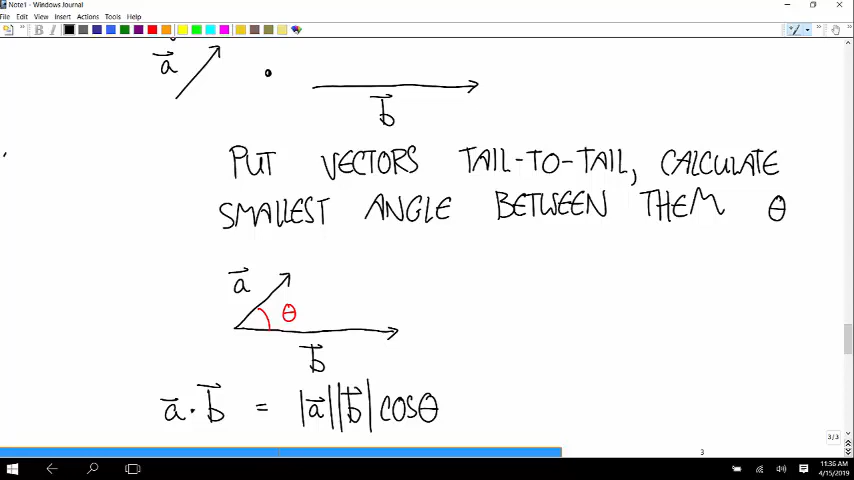 Note1 - Windows Journal
File Edit View Insert Actions Tools Help
B I
a⃗ • b⃗
PUT VECTORS TAIL-TO-TAIL, CALCULATE
SMALLEST ANGLE BETWEEN THEM θ
a⃗
θ
b⃗
a⃗ · b⃗ = |a⃗||b⃗| COSθ
3/3
3
11:36 AM
4/15/2019